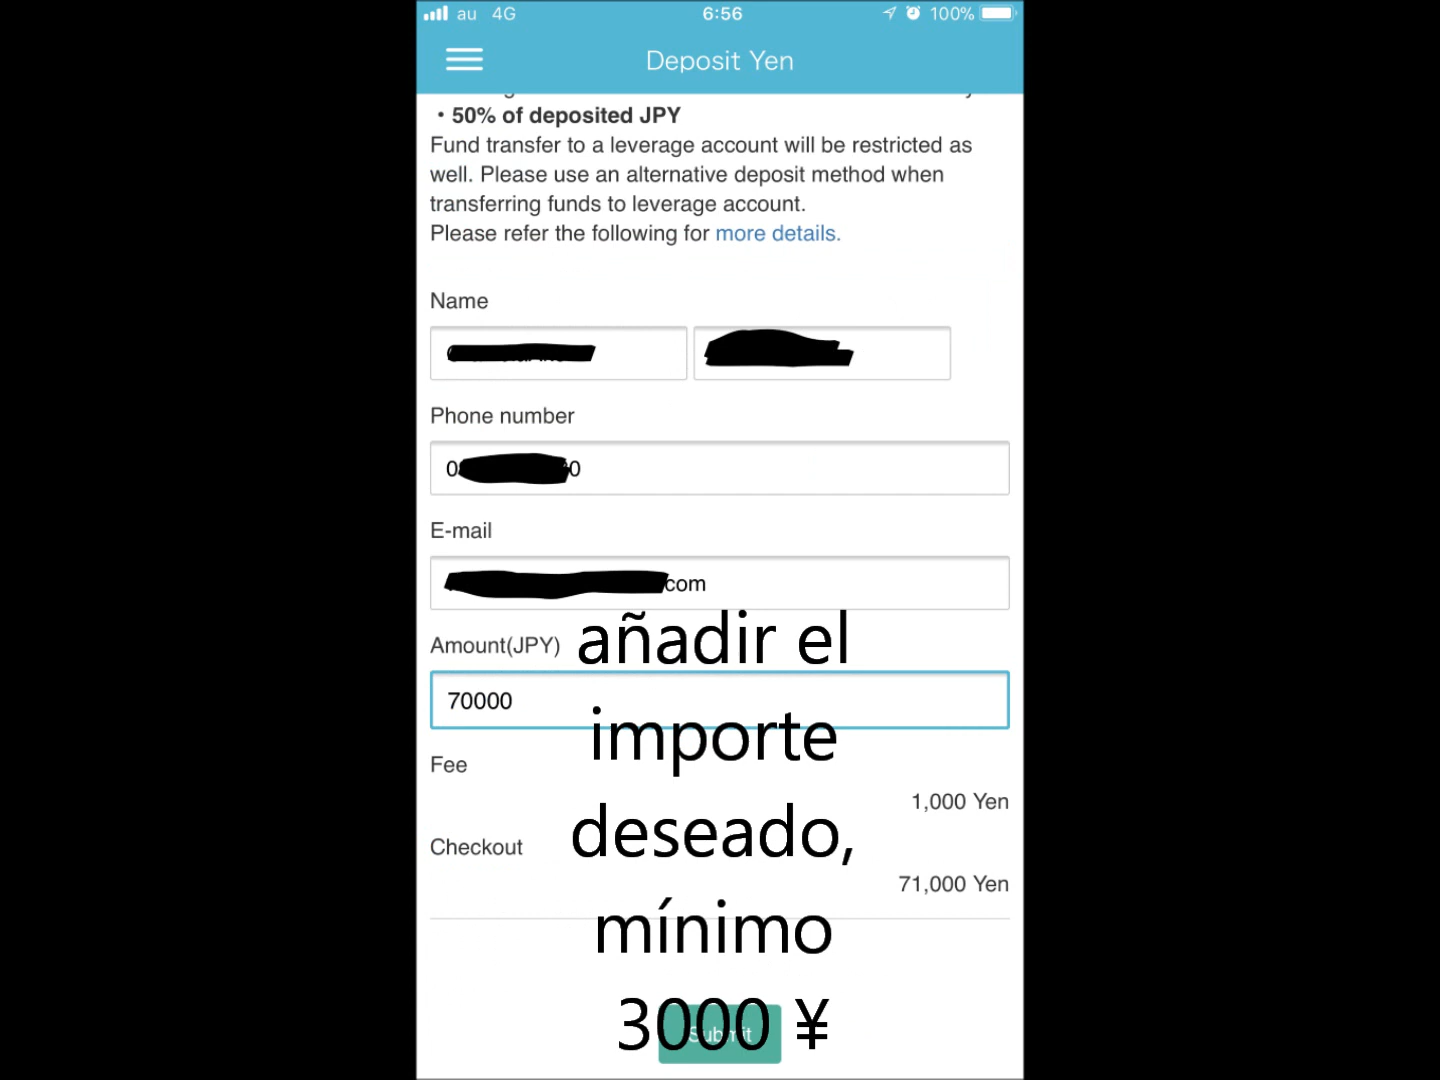 au 4G 6:56 100%
Deposit Yen
• 50% of deposited JPY
Fund transfer to a leverage account will be restricted as
well. Please use an alternative deposit method when
transferring funds to leverage account.
Please refer the following for more details.
Name
Phone number
0 0
E-mail
com
Amount(JPY)
añadir el
70000
importe
Fee
1,000 Yen
deseado,
Checkout
71,000 Yen
mínimo
3000 ¥
Submit